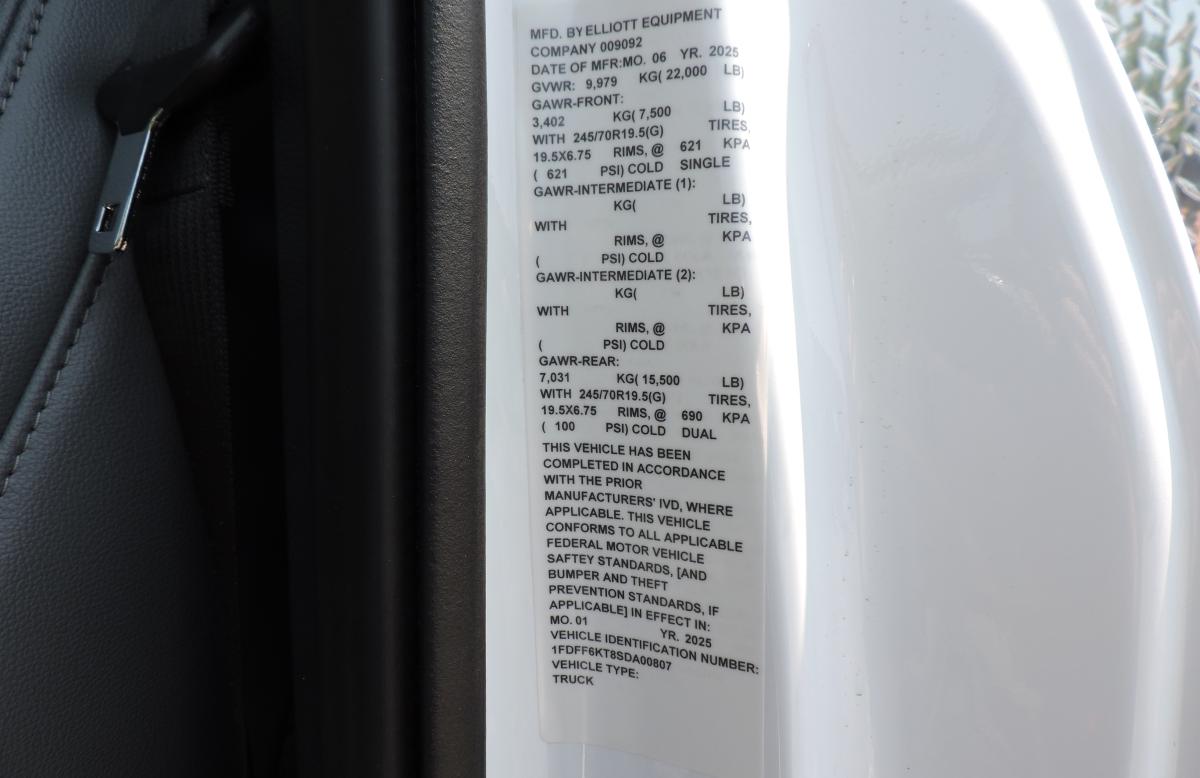 MFD. BY ELLIOTT EQUIPMENT
COMPANY 009092
DATE OF MFR:MO. 06 YR. 2025
GVWR: 9,979 KG( 22,000 LB)
GAWR-FRONT:
3,402 KG( 7,500 LB)
WITH 245/70R19.5(G) TIRES,
19.5X6.75 RIMS, @ 621 KPA
( 621 PSI) COLD SINGLE
GAWR-INTERMEDIATE (1):
KG( LB)
WITH TIRES,
RIMS, @ KPA
( PSI) COLD
GAWR-INTERMEDIATE (2):
KG( LB)
WITH TIRES,
RIMS, @ KPA
( PSI) COLD
GAWR-REAR:
7,031 KG( 15,500 LB)
WITH 245/70R19.5(G) TIRES,
19.5X6.75 RIMS, @ 690 KPA
( 100 PSI) COLD DUAL
THIS VEHICLE HAS BEEN
COMPLETED IN ACCORDANCE
WITH THE PRIOR
MANUFACTURERS' IVD, WHERE
APPLICABLE. THIS VEHICLE
CONFORMS TO ALL APPLICABLE
FEDERAL MOTOR VEHICLE
SAFTEY STANDARDS, [AND
BUMPER AND THEFT
PREVENTION STANDARDS, IF
APPLICABLE] IN EFFECT IN:
MO. 01 YR. 2025
VEHICLE IDENTIFICATION NUMBER:
1FDFF6KT8SDA00807
VEHICLE TYPE:
TRUCK